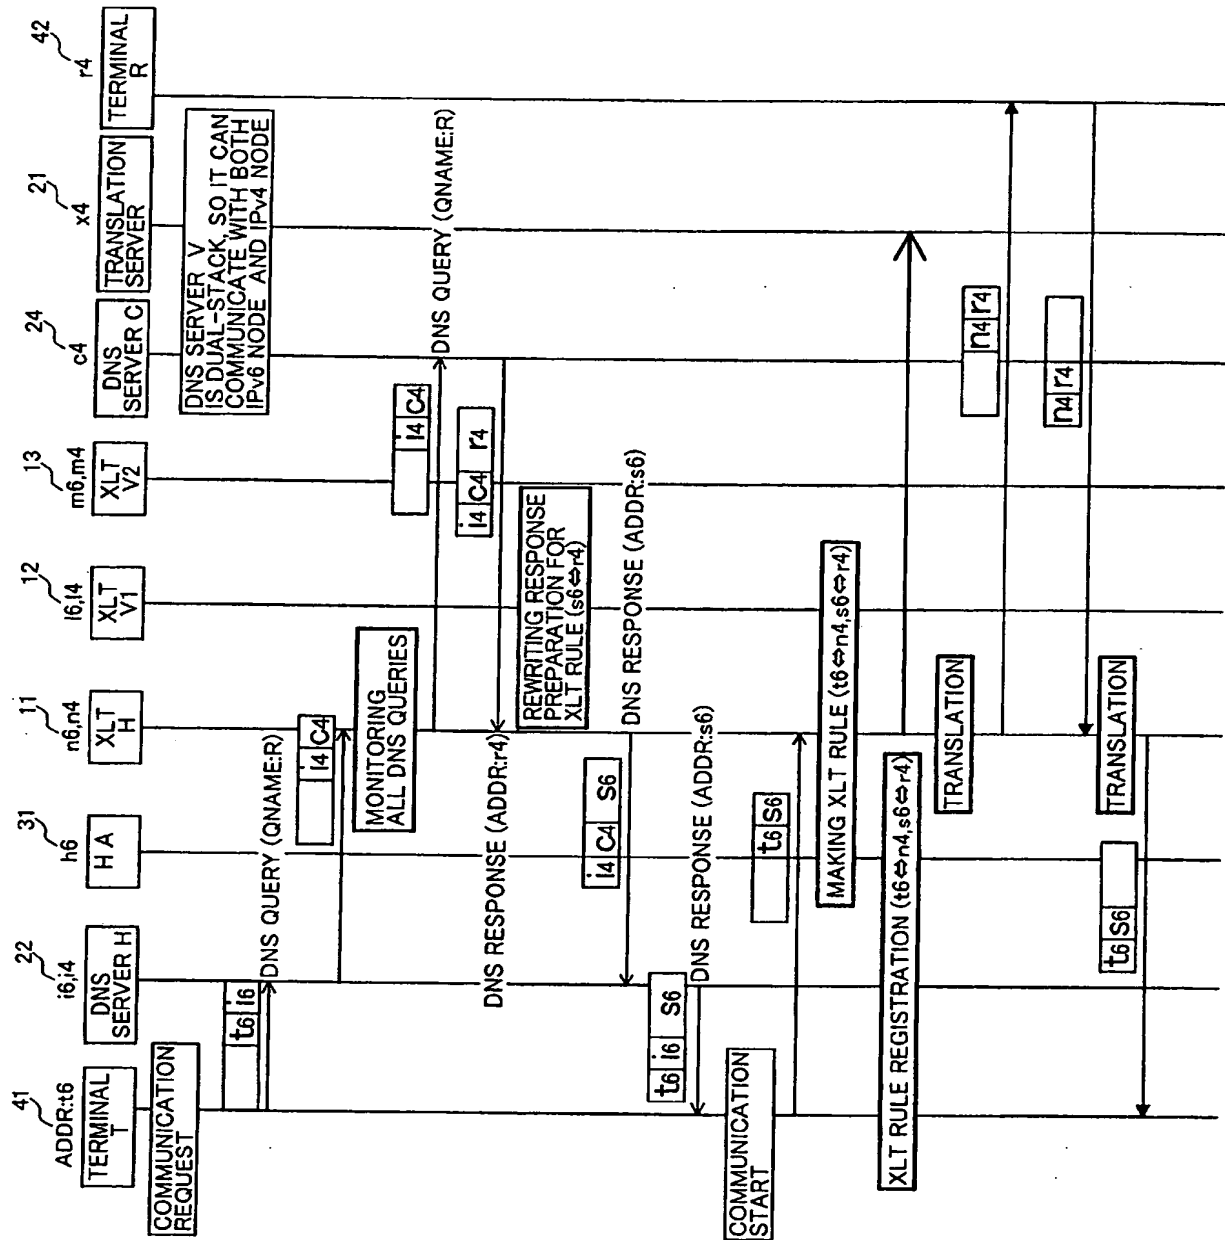 41
ADDR:t6
TERMINAL
T
22
i6,i4
DNS
SERVER H
31
h6
H A
11
n6,n4
XLT
H
12
l6,l4
XLT
V1
13
m6,m4
XLT
V2
24
c4
DNS
SERVER C
21
x4
TRANSLATION
SERVER
42
r4
TERMINAL
R
COMMUNICATION
REQUEST
DNS SERVER V
IS DUAL-STACK, SO IT CAN
COMMUNICATE WITH BOTH
IPv6 NODE AND IPv4 NODE
t6 i6
DNS QUERY (QNAME:R)
i4 C4
MONITORING
ALL DNS QUERIES
i4 C4
DNS QUERY (QNAME:R)
i4 C4 r4
DNS RESPONSE (ADDR:r4)
REWRITING RESPONSE
PREPARATION FOR
XLT RULE (s6⇔r4)
i4 C4 s6
DNS RESPONSE (ADDR:s6)
t6 i6 s6
DNS RESPONSE (ADDR:s6)
COMMUNICATION
START
t6 s6
MAKING XLT RULE (t6⇔n4,s6⇔r4)
XLT RULE REGISTRATION (t6⇔n4,s6⇔r4)
TRANSLATION
n4 r4
n4 r4
TRANSLATION
t6 s6